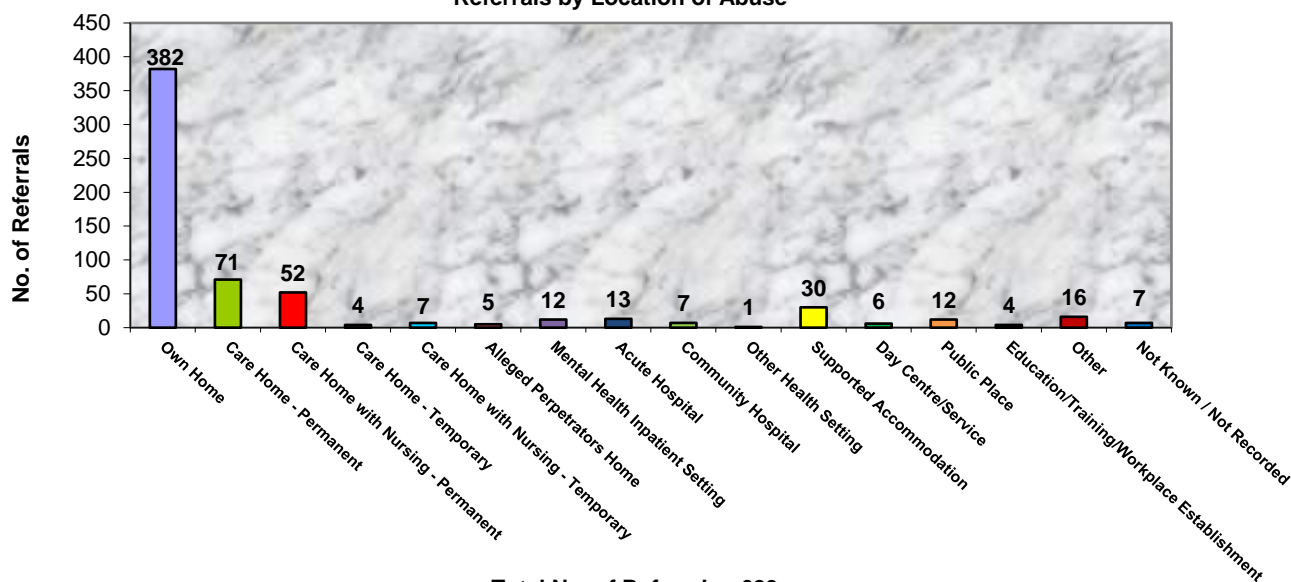 Referrals by Location of Abuse
No. of Referrals
450
400
350
300
250
200
150
100
50
0
382
71
52
4
7
5
12
13
7
1
30
6
12
4
16
7
Own Home
Care Home - Permanent
Care Home with Nursing - Permanent
Care Home - Temporary
Care Home with Nursing - Temporary
Alleged Perpetrators Home
Mental Health Inpatient Setting
Acute Hospital
Community Hospital
Other Health Setting
Supported Accommodation
Day Centre/Service
Public Place
Education/Training/Workplace Establishment
Other
Not Known / Not Recorded
Total No. of Referrals